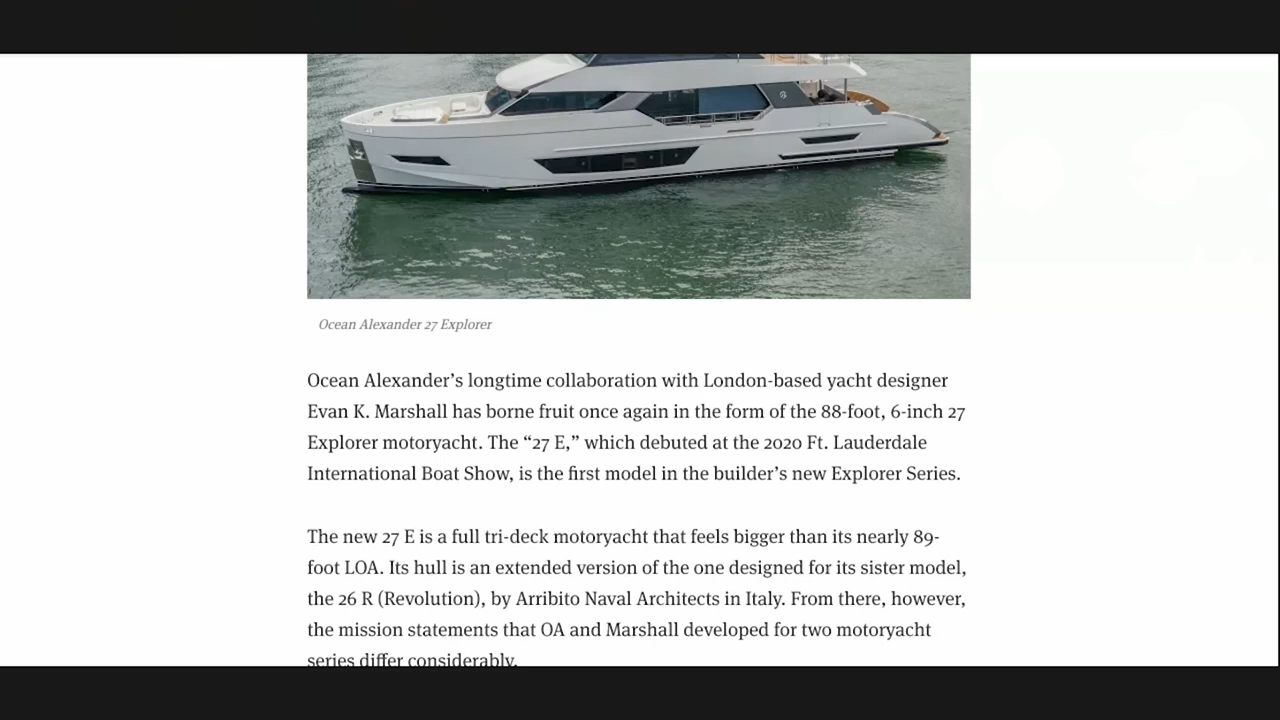 Ocean Alexander 27 Explorer
Ocean Alexander’s longtime collaboration with London-based yacht designer
Evan K. Marshall has borne fruit once again in the form of the 88-foot, 6-inch 27
Explorer motoryacht. The “27 E,” which debuted at the 2020 Ft. Lauderdale
International Boat Show, is the first model in the builder’s new Explorer Series.
The new 27 E is a full tri-deck motoryacht that feels bigger than its nearly 89-
foot LOA. Its hull is an extended version of the one designed for its sister model,
the 26 R (Revolution), by Arribito Naval Architects in Italy. From there, however,
the mission statements that OA and Marshall developed for two motoryacht
series differ considerably.